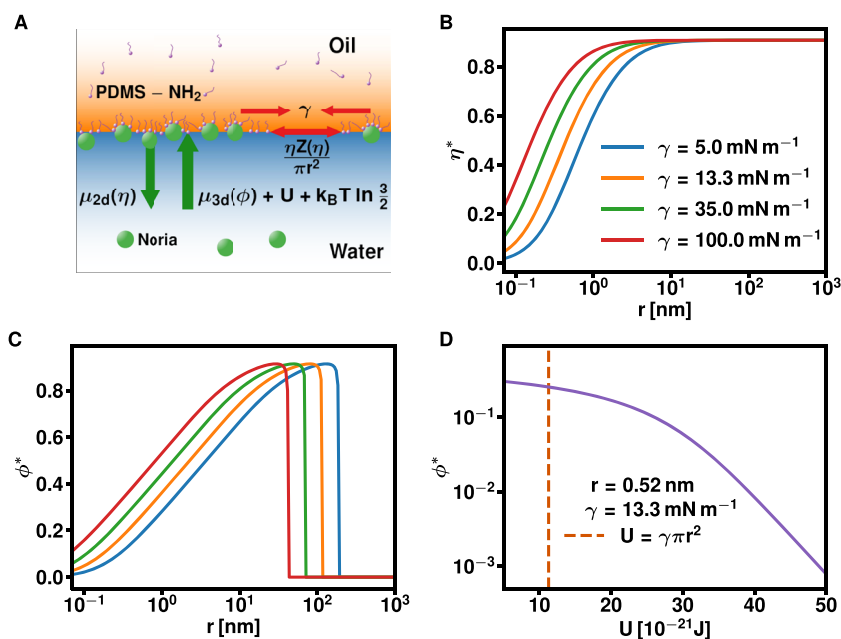 A
Oil
PDMS − NH₂
γ
ηZ(η)
πr²
μ₂d(η)
μ₃d(ϕ) + U + k_BT ln 3/2
Noria
Water
B
η*
0.8
0.6
0.4
0.2
0.0
γ = 5.0 mN m⁻¹
γ = 13.3 mN m⁻¹
γ = 35.0 mN m⁻¹
γ = 100.0 mN m⁻¹
10⁻¹ 10⁰ 10¹ 10² 10³
r [nm]
C
ϕ*
0.8
0.6
0.4
0.2
0.0
10⁻¹ 10⁰ 10¹ 10² 10³
r [nm]
D
ϕ*
10⁻¹
10⁻²
10⁻³
r = 0.52 nm
γ = 13.3 mN m⁻¹
U = γπr²
10 20 30 40 50
U [10⁻²¹J]